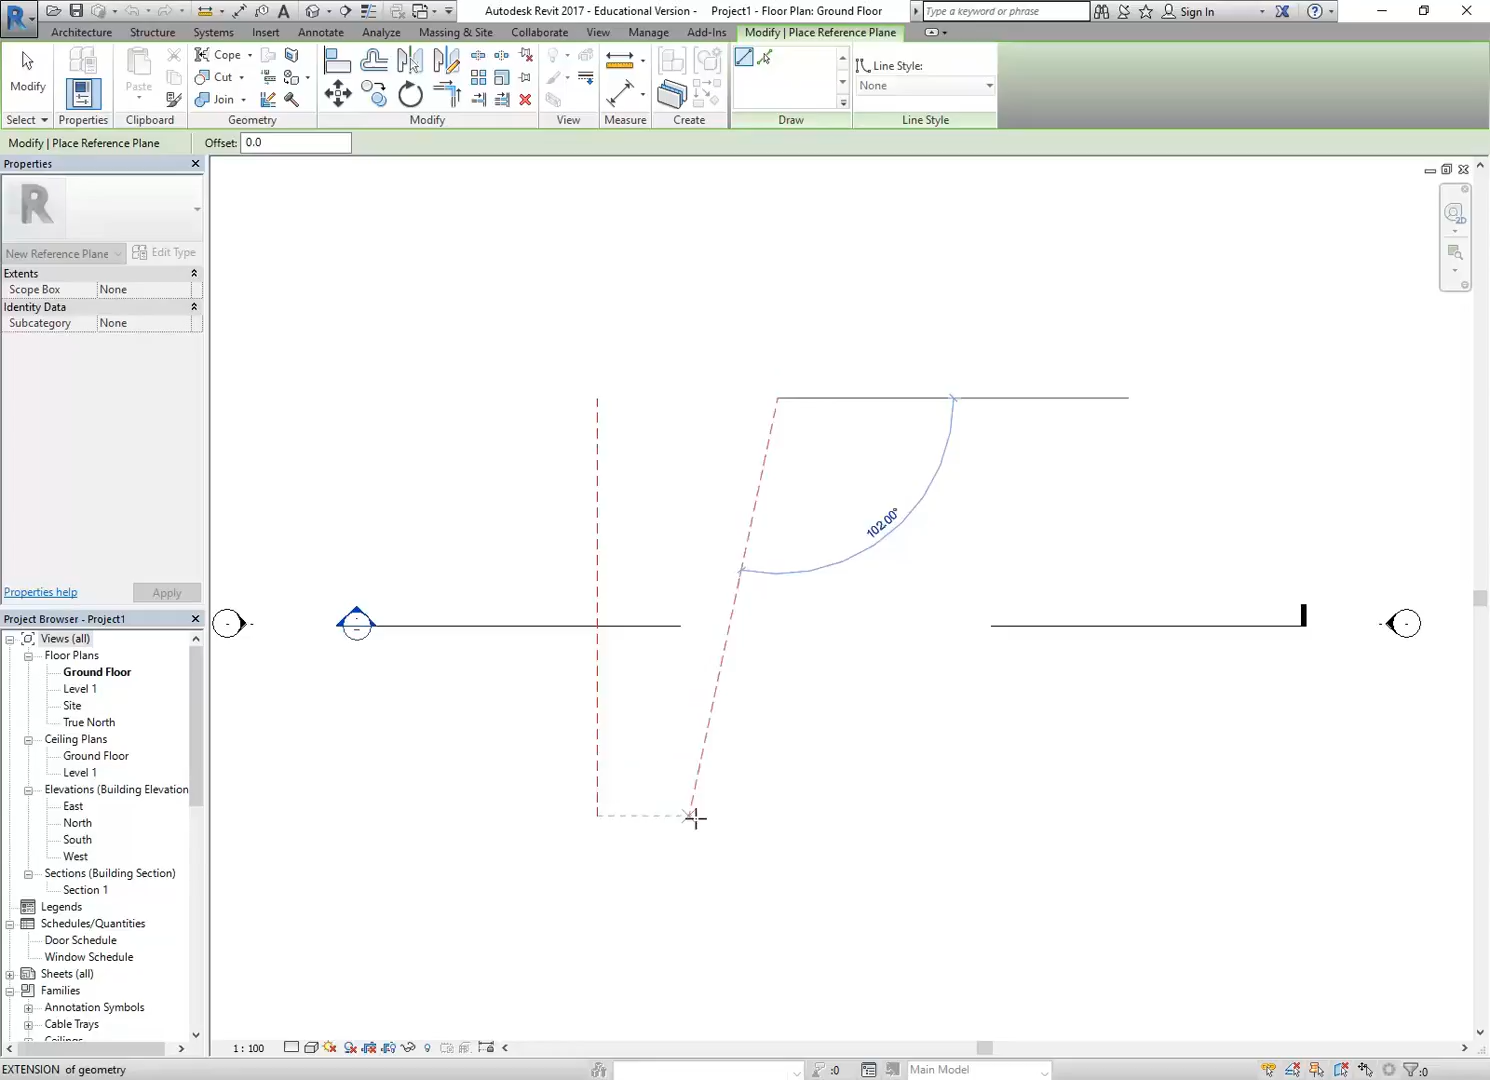 Autodesk Revit 2017 - Educational Version - Project1 - Floor Plan: Ground Floor
Type a keyword or phrase
Sign In
Architecture Structure Systems Insert Annotate Analyze Massing & Site Collaborate View Manage Add-Ins Modify | Place Reference Plane
Modify
Paste
Cope
Cut
Join
Line Style:
None
Select Properties Clipboard Geometry Modify View Measure Create Draw Line Style
Modify | Place Reference Plane Offset: 0.0
Properties
R
New Reference Plane Edit Type
Extents
Scope Box None
Identity Data
Subcategory None
Properties help Apply
Project Browser - Project1
Views (all)
Floor Plans
Ground Floor
Level 1
Site
True North
Ceiling Plans
Ground Floor
Level 1
Elevations (Building Elevation
East
North
South
West
Sections (Building Section)
Section 1
Legends
Schedules/Quantities
Door Schedule
Window Schedule
Sheets (all)
Families
Annotation Symbols
Cable Trays
102.00°
2D
1 : 100
EXTENSION of geometry
:0
Main Model
:0